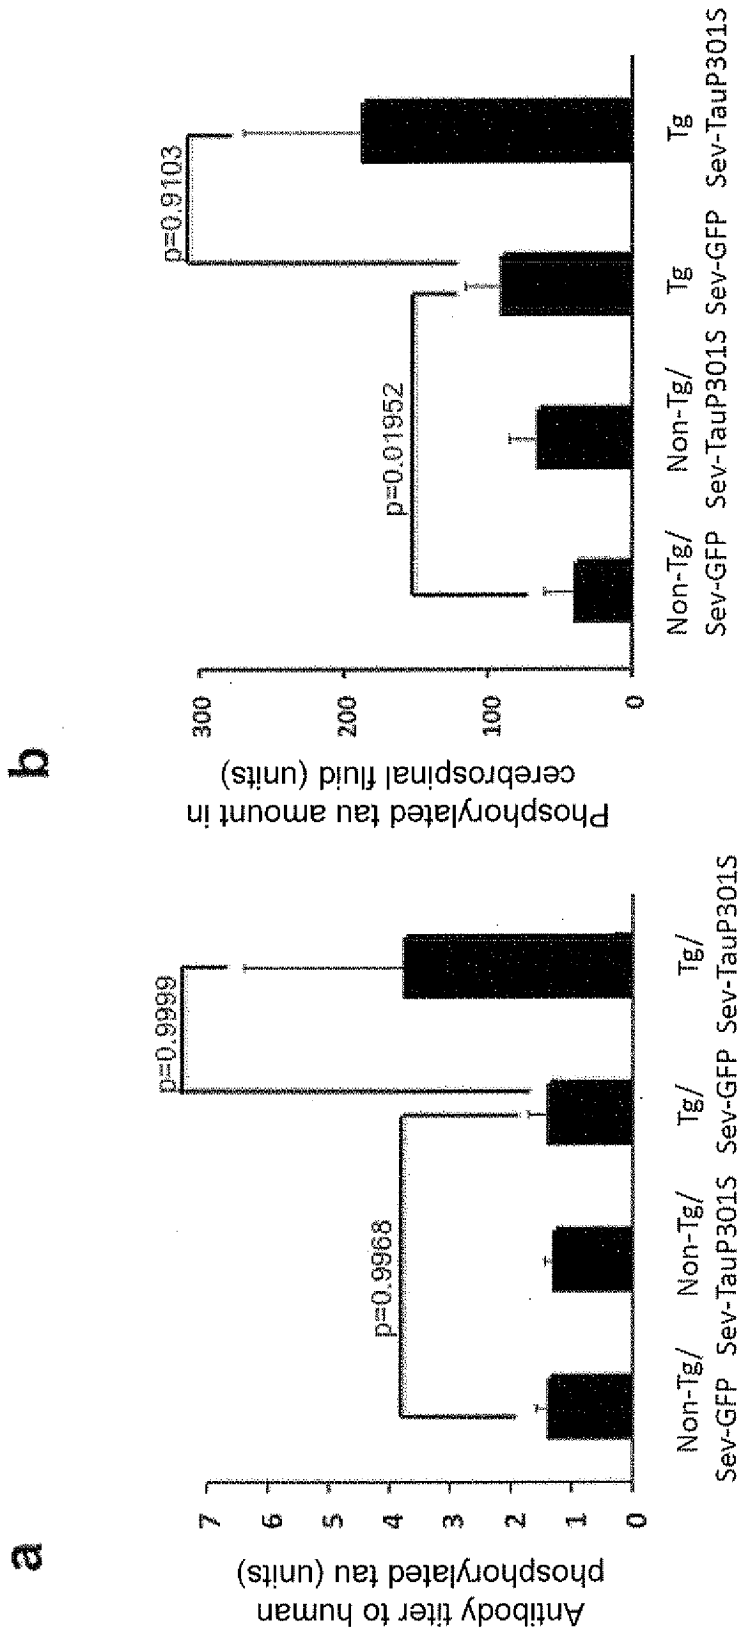 a
Antibody titer to human
phosphorylated tau (units)
7
6
5
4
3
2
1
0
p=0.9968
p=0.9999
Non-Tg/
Sev-GFP
Non-Tg/
Sev-TauP301S
Tg/
Sev-GFP
Tg/
Sev-TauP301S
b
Phosphorylated tau amount in
cerebrospinal fluid (units)
300
200
100
0
p=0.01952
p=0.9103
Non-Tg/
Sev-GFP
Non-Tg/
Sev-TauP301S
Tg
Sev-GFP
Tg
Sev-TauP301S